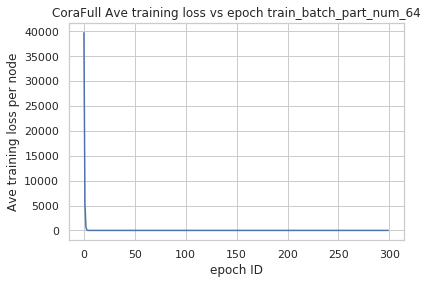 CoraFull Ave training loss vs epoch train_batch_part_num_64
Ave training loss per node
40000
35000
30000
25000
20000
15000
10000
5000
0
0 50 100 150 200 250 300
epoch ID